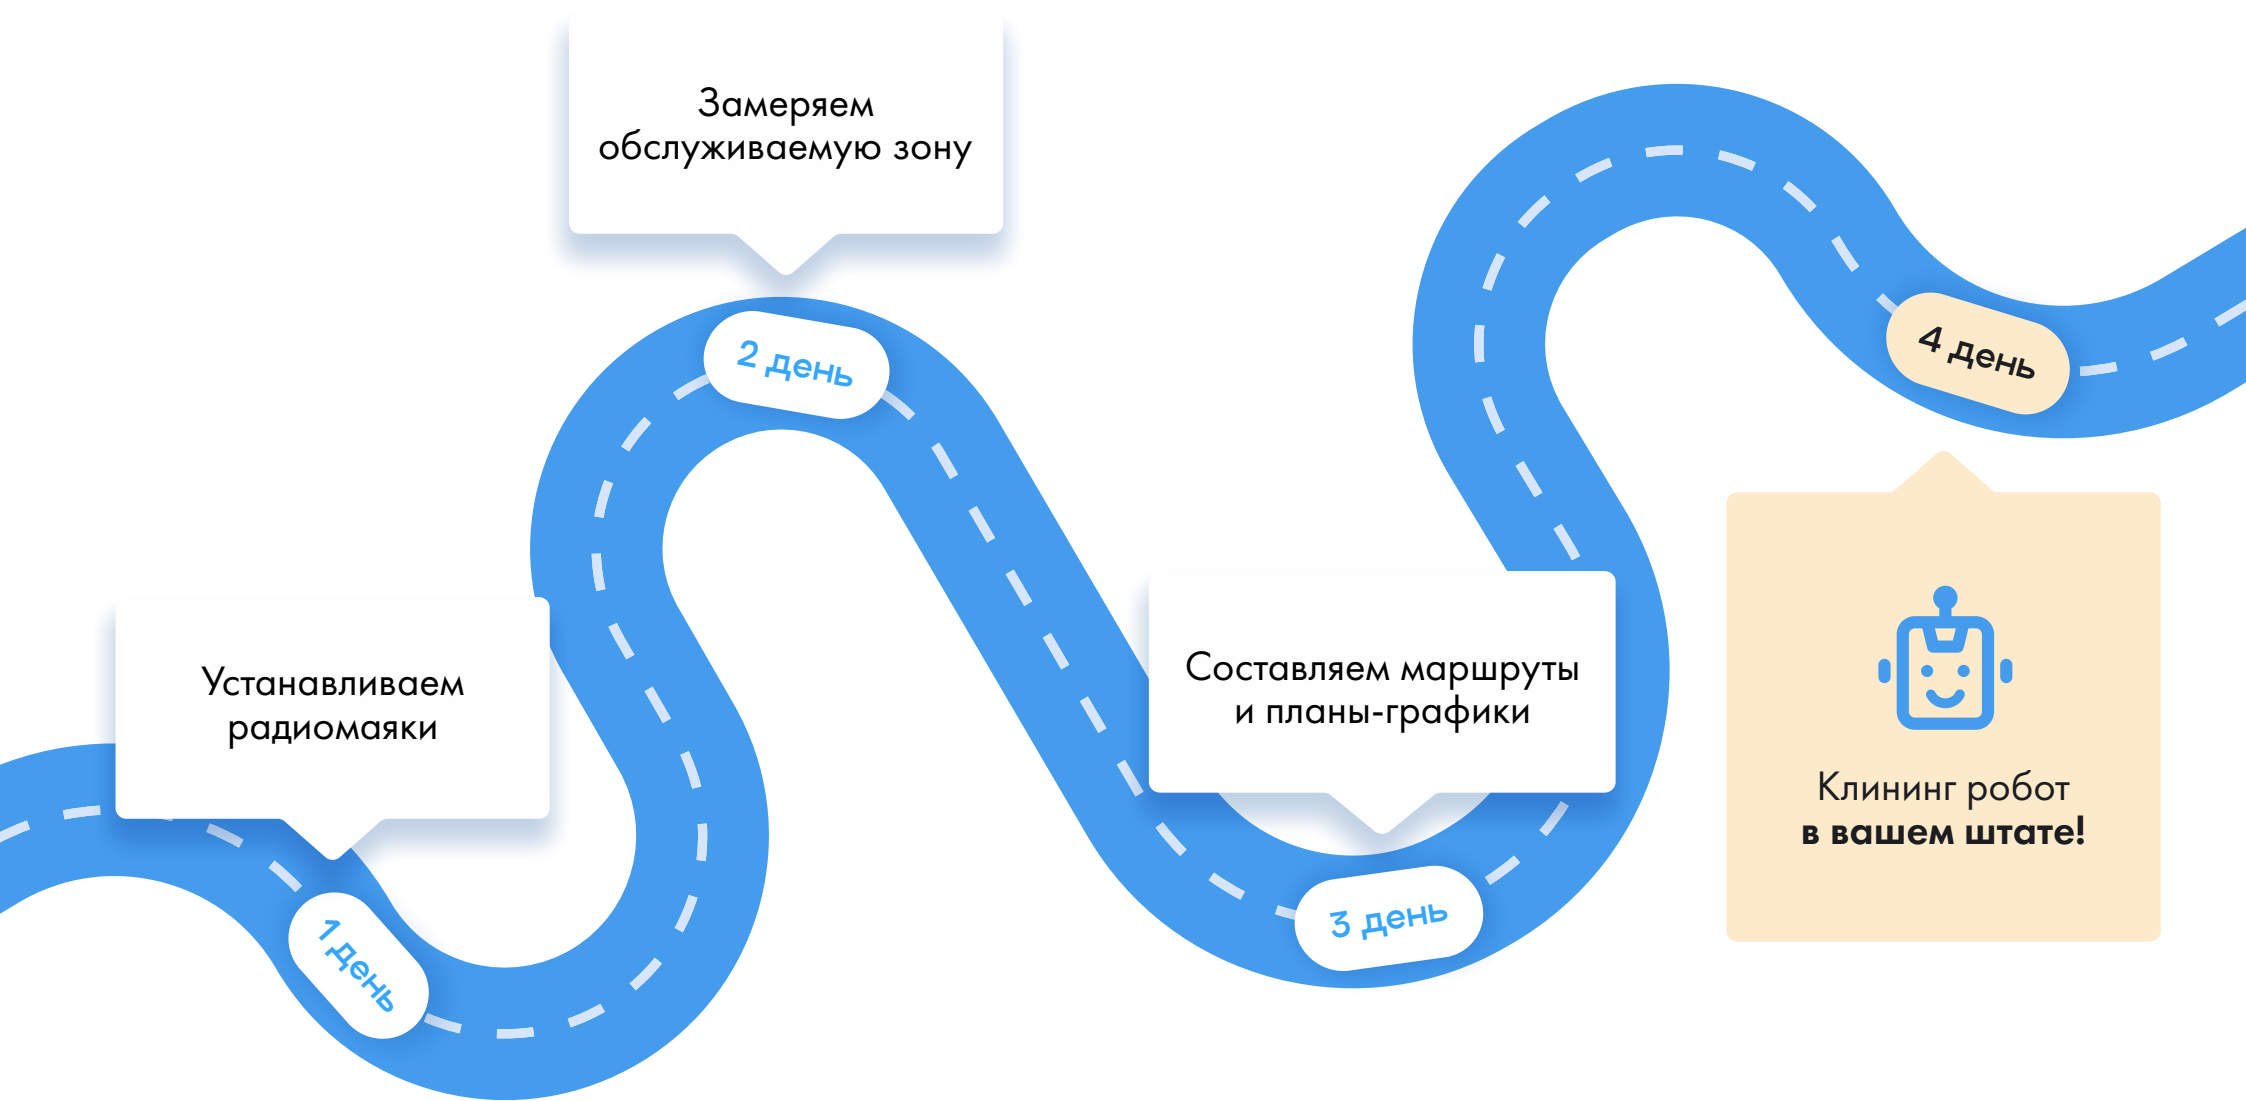 Устанавливаем
радиомаяки
1 день
Замеряем
обслуживаемую зону
2 день
Составляем маршруты
и планы-графики
3 день
4 день
Клининг робот
в вашем штате!